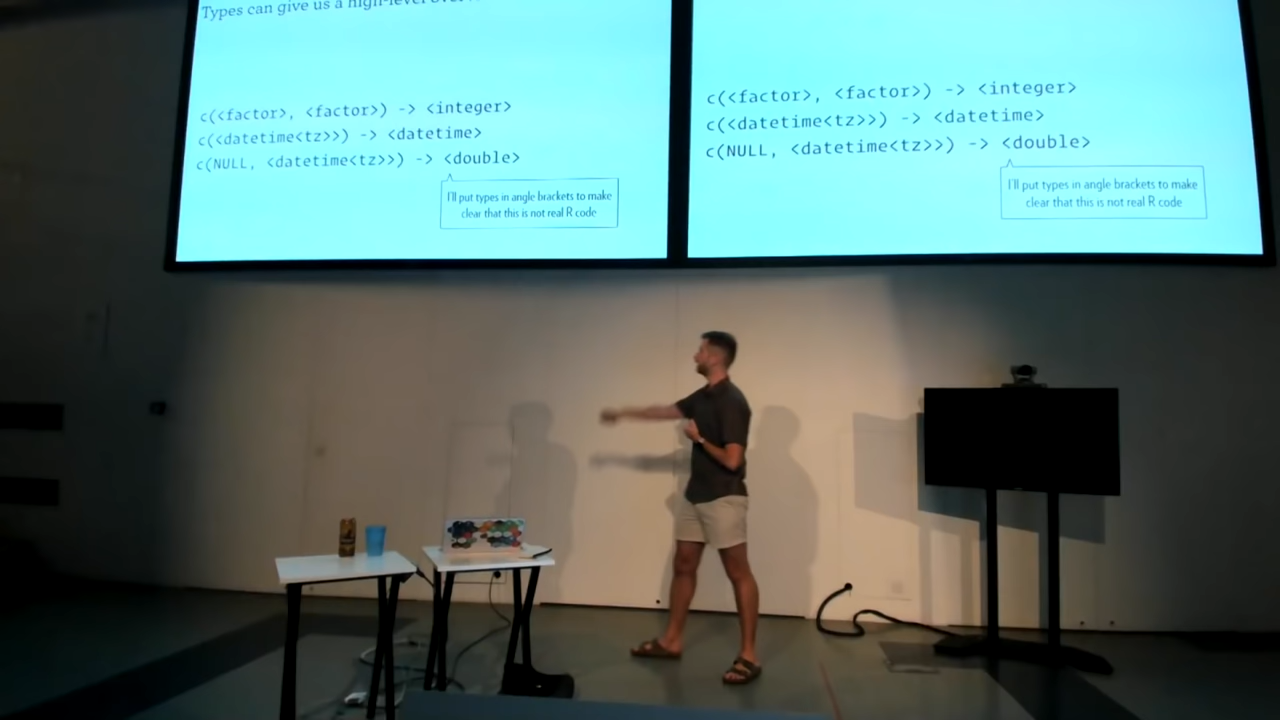 Types can give us a high-level
c(<factor>, <factor>) -> <integer>
c(<datetime<tz>>) -> <datetime>
c(NULL, <datetime<tz>>) -> <double>
I'll put types in angle brackets to make
clear that this is not real R code
c(<factor>, <factor>) -> <integer>
c(<datetime<tz>>) -> <datetime>
c(NULL, <datetime<tz>>) -> <double>
I'll put types in angle brackets to make
clear that this is not real R code